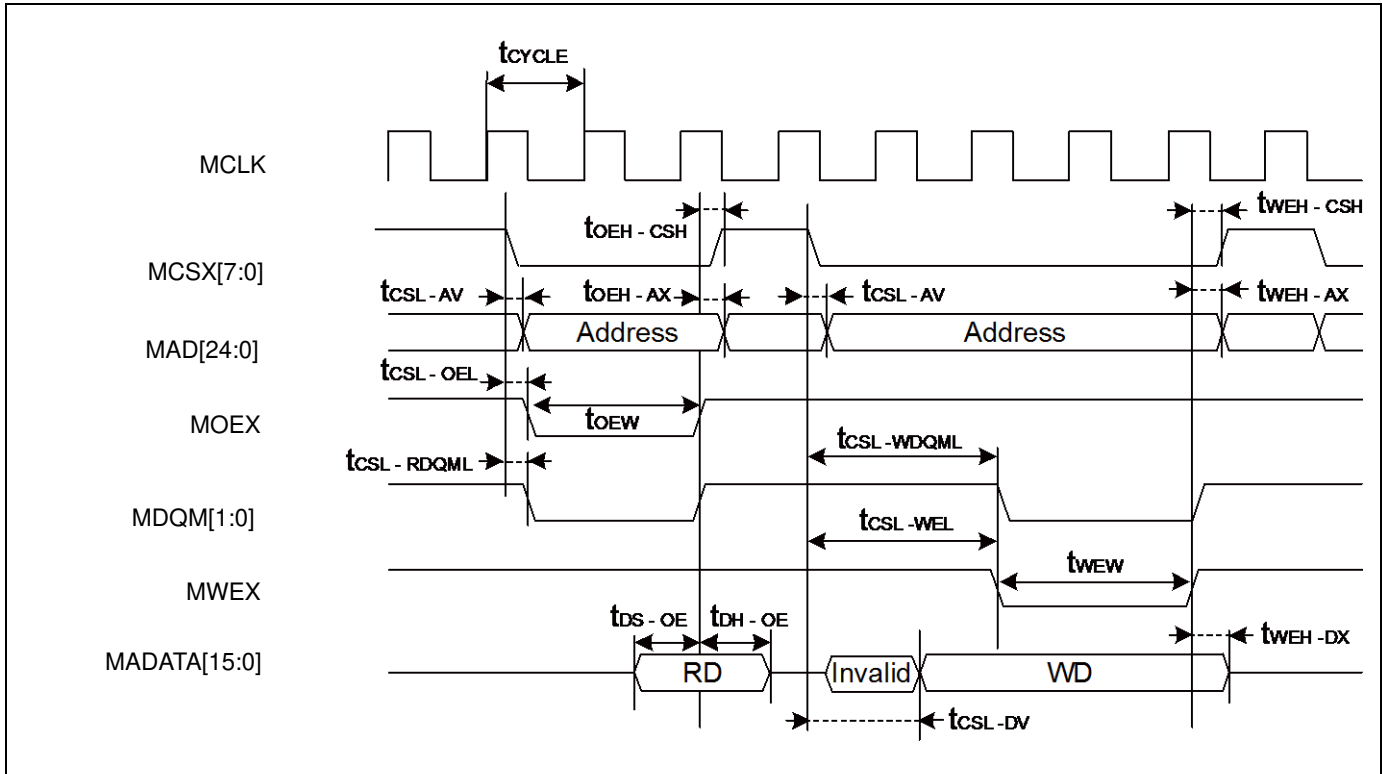 tCYCLE
MCLK
tOEH - CSH
tWEH - CSH
MCSX[7:0]
tCSL - AV
tOEH - AX
tCSL - AV
tWEH - AX
MAD[24:0]
Address
Address
tCSL - OEL
MOEX
tOEW
tCSL -WDQML
tCSL - RDQML
MDQM[1:0]
tCSL -WEL
MWEX
tWEW
tDS - OE
tDH - OE
tWEH -DX
MADATA[15:0]
RD
Invalid
WD
tCSL -DV